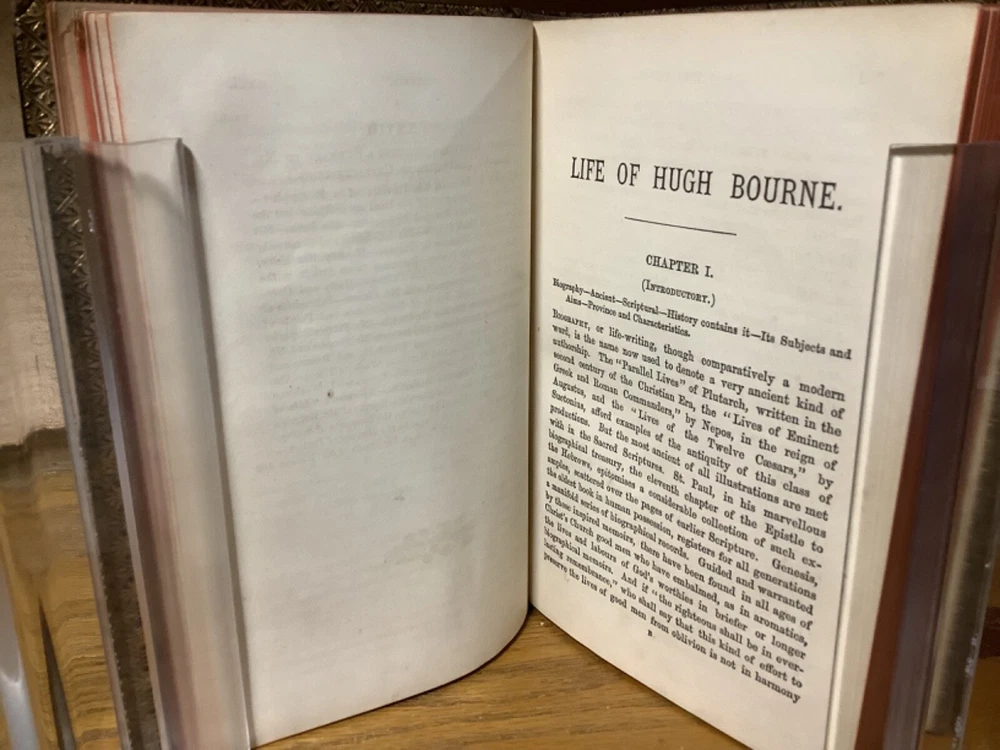 LIFE OF HUGH BOURNE.
CHAPTER I.
(INTRODUCTORY.)
Biography—Ancient—Scriptural—History contains it—Its Subjects and
Aims—Province and Characteristics.
BIOGRAPHY, or life-writing, though comparatively a modern
word, is the name now used to denote a very ancient kind of
authorship. The "Parallel Lives" of Plutarch, written in the
second century of the Christian Era, the "Lives of Eminent
Greek and Roman Commanders," by Nepos, in the reign of
Augustus, and the "Lives of the Twelve Cæsars," by
Suetonius, afford examples of the antiquity of this class of
productions. But the most ancient of all illustrations are met
with in the Sacred Scriptures. St. Paul, in his marvellous
biographical treasury, the eleventh chapter of the Epistle to
the Hebrews, epitomises a considerable collection of such ex-
amples, scattered over the pages of earlier Scripture. Genesis,
the oldest book in human possession, registers for all generations
a manifold series of biographical records. Guided and warranted
by these inspired memoirs, there have been found in all ages of
Christ's Church good men who have embalmed, as in aromatics,
the lives and labours of God's worthies in briefer or longer
biographical memoirs. And if "the righteous shall be in ever-
lasting remembrance," who shall say that this kind of effort to
preserve the lives of good men from oblivion is not in harmony
B.